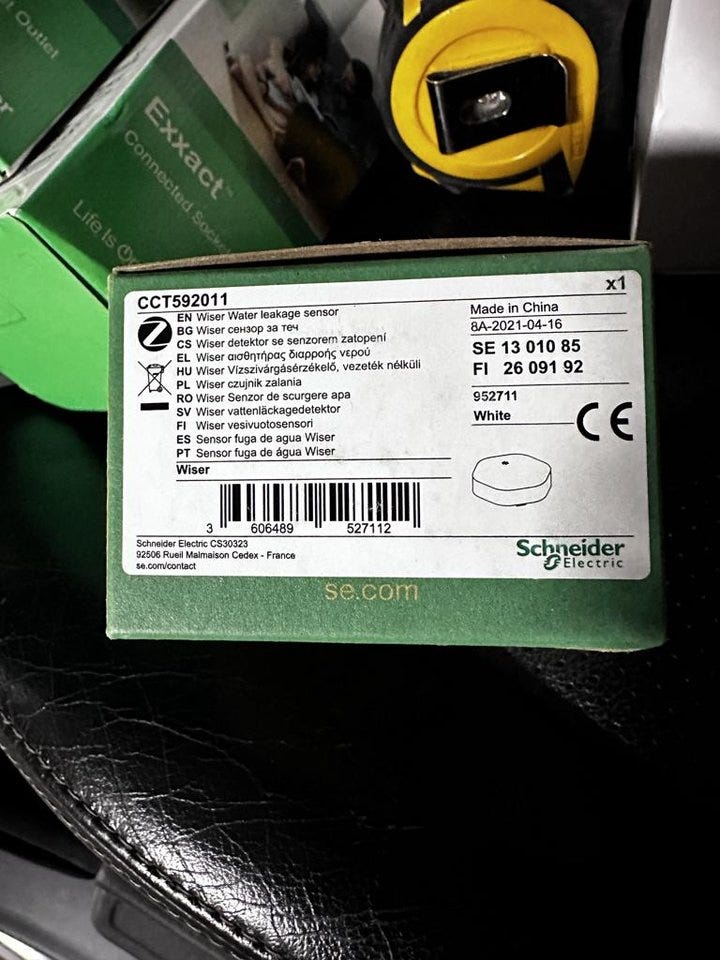 Outlet
Exxact™
Connected Socket
Life Is On
x1
CCT592011
EN Wiser Water leakage sensor
BG Wiser сензор за теч
CS Wiser detektor se senzorem zatopení
EL Wiser αισθητήρας διαρροής νερού
HU Wiser Vízszivárgásérzékelő, vezeték nélküli
PL Wiser czujnik zalania
RO Wiser Senzor de scurgere apa
SV Wiser vattenläckagedetektor
FI Wiser vesivuotosensori
ES Sensor fuga de agua Wiser
PT Sensor fuga de água Wiser
Wiser
Made in China
8A-2021-04-16
SE 13 010 85
FI 26 091 92
952711
White
CE
3 606489 527112
Schneider Electric CS30323
92506 Rueil Malmaison Cedex - France
se.com/contact
Schneider
Electric
se.com